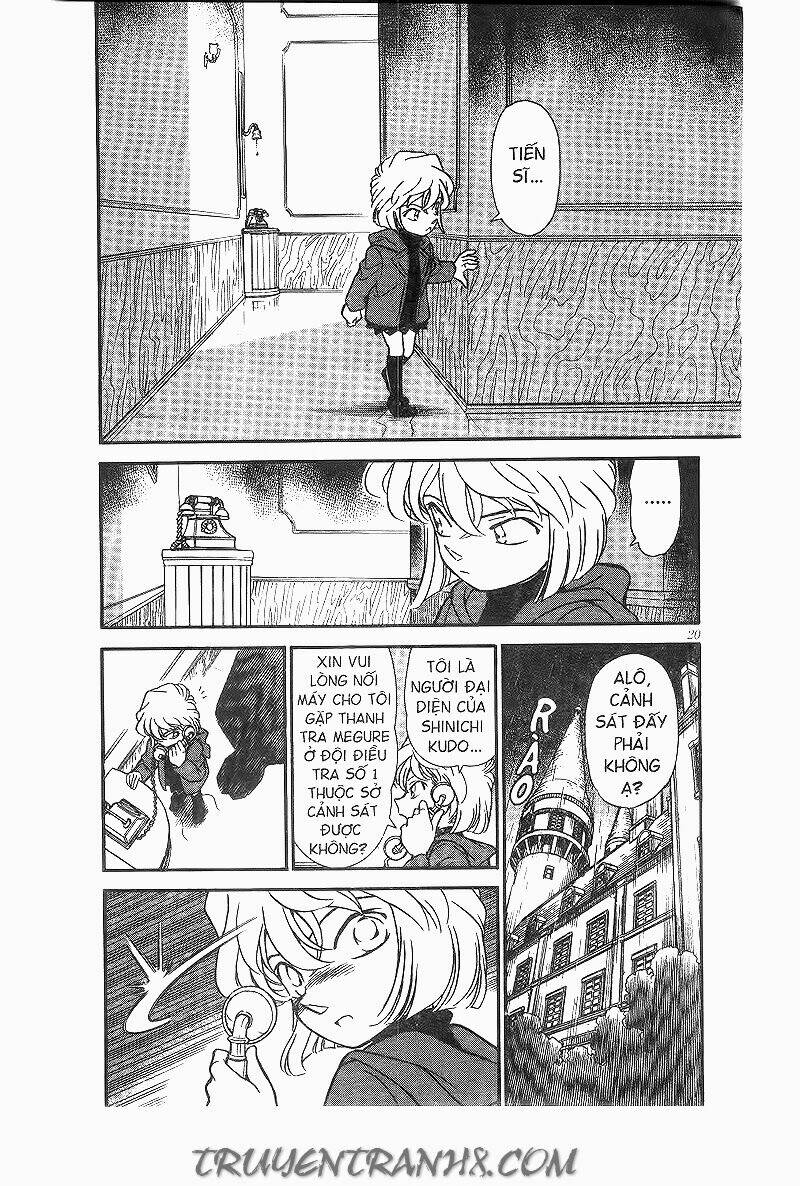 TIẾN
SĨ...
.....
20
ALÔ,
CẢNH
SÁT ĐẤY
PHẢI
KHÔNG
Ạ?
RÀO
TÔI LÀ
NGƯỜI ĐẠI
DIỆN CỦA
SHINICHI
KUDO...
XIN VUI
LÒNG NỐI
MÁY CHO TÔI
GẶP THANH
TRA MEGURE
Ở ĐỘI ĐIỀU
TRA SỐ 1
THUỘC SỞ
CẢNH SÁT
ĐƯỢC
KHÔNG?
TRUYENTRANH8.COM